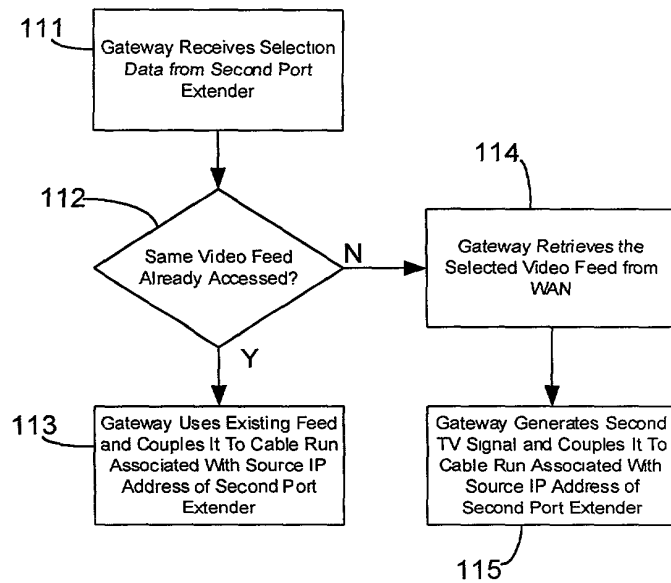 111
Gateway Receives Selection
Data from Second Port
Extender
112
Same Video Feed
Already Accessed?
N
Y
114
Gateway Retrieves the
Selected Video Feed from
WAN
113
Gateway Uses Existing Feed
and Couples It To Cable Run
Associated With Source IP
Address of Second Port
Extender
Gateway Generates Second
TV Signal and Couples It To
Cable Run Associated With
Source IP Address of
Second Port Extender
115